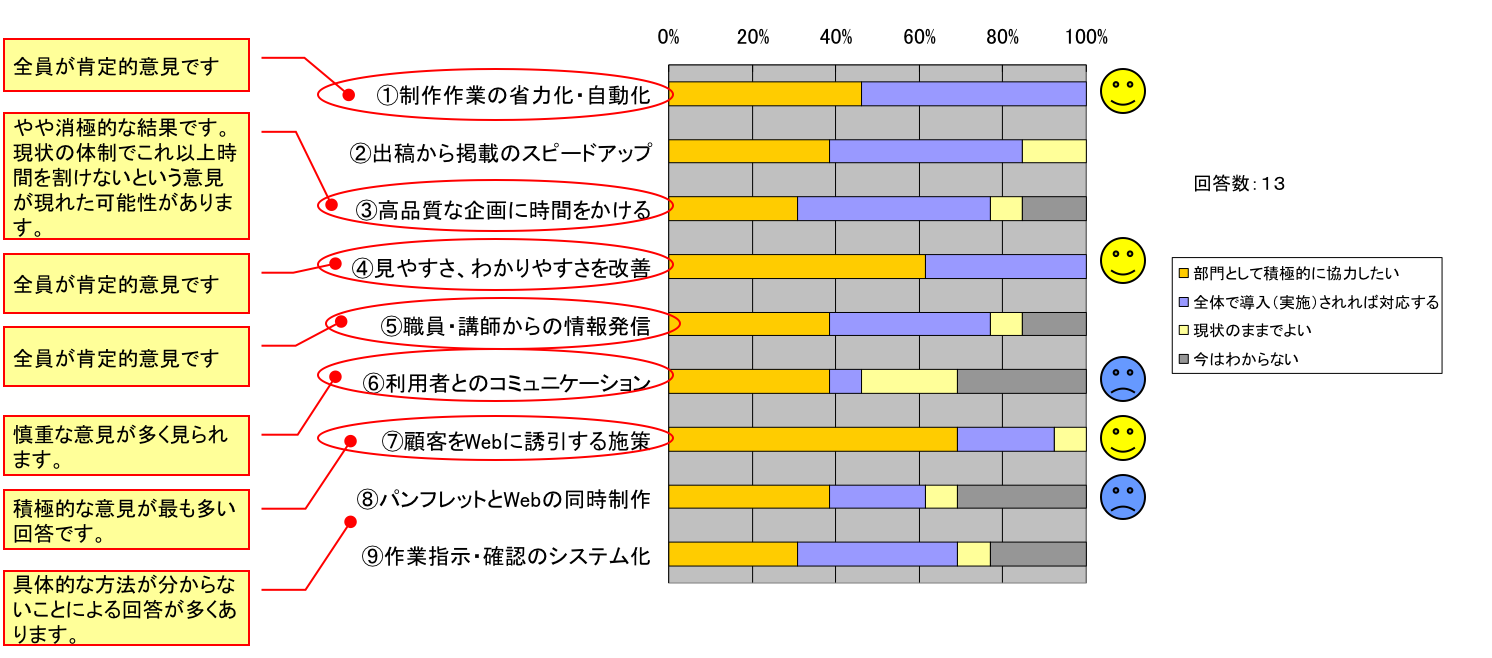 0% 20% 40% 60% 80% 100%
全員が肯定的意見です
①制作作業の省力化・自動化
やや消極的な結果です。
現状の体制でこれ以上時
間を割けないという意見
が現れた可能性がありま
す。
②出稿から掲載のスピードアップ
③高品質な企画に時間をかける
全員が肯定的意見です
④見やすさ、わかりやすさを改善
全員が肯定的意見です
⑤職員・講師からの情報発信
慎重な意見が多く見られ
ます。
⑥利用者とのコミュニケーション
積極的な意見が最も多い
回答です。
⑦顧客をWebに誘引する施策
具体的な方法が分からな
いことによる回答が多くあ
ります。
⑧パンフレットとWebの同時制作
⑨作業指示・確認のシステム化
回答数：１３
部門として積極的に協力したい
全体で導入（実施）されれば対応する
現状のままでよい
今はわからない